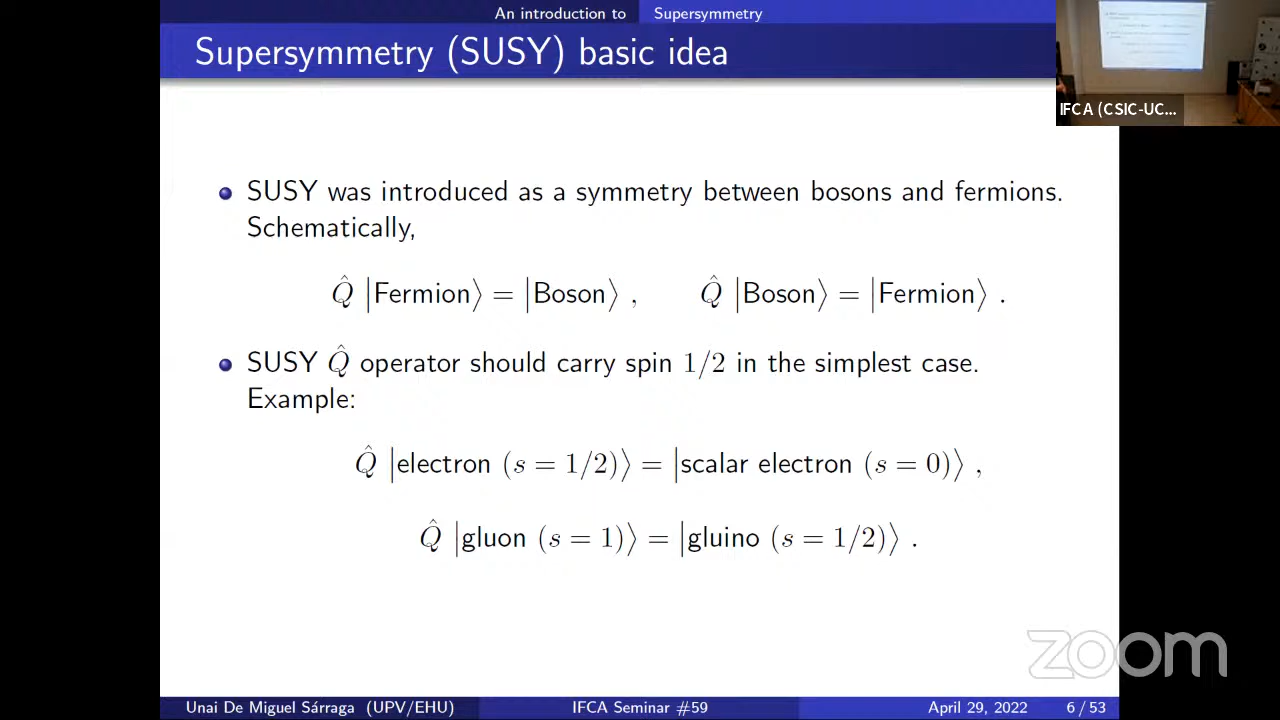 An introduction to Supersymmetry
Supersymmetry (SUSY) basic idea
IFCA (CSIC-UC...
SUSY was introduced as a symmetry between bosons and fermions.
Schematically,
Q̂ |Fermion⟩ = |Boson⟩ , Q̂ |Boson⟩ = |Fermion⟩ .
SUSY Q̂ operator should carry spin 1/2 in the simplest case.
Example:
Q̂ |electron (s = 1/2)⟩ = |scalar electron (s = 0)⟩ ,
Q̂ |gluon (s = 1)⟩ = |gluino (s = 1/2)⟩ .
zoom
Unai De Miguel Sárraga (UPV/EHU) IFCA Seminar #59 April 29, 2022 6 / 53